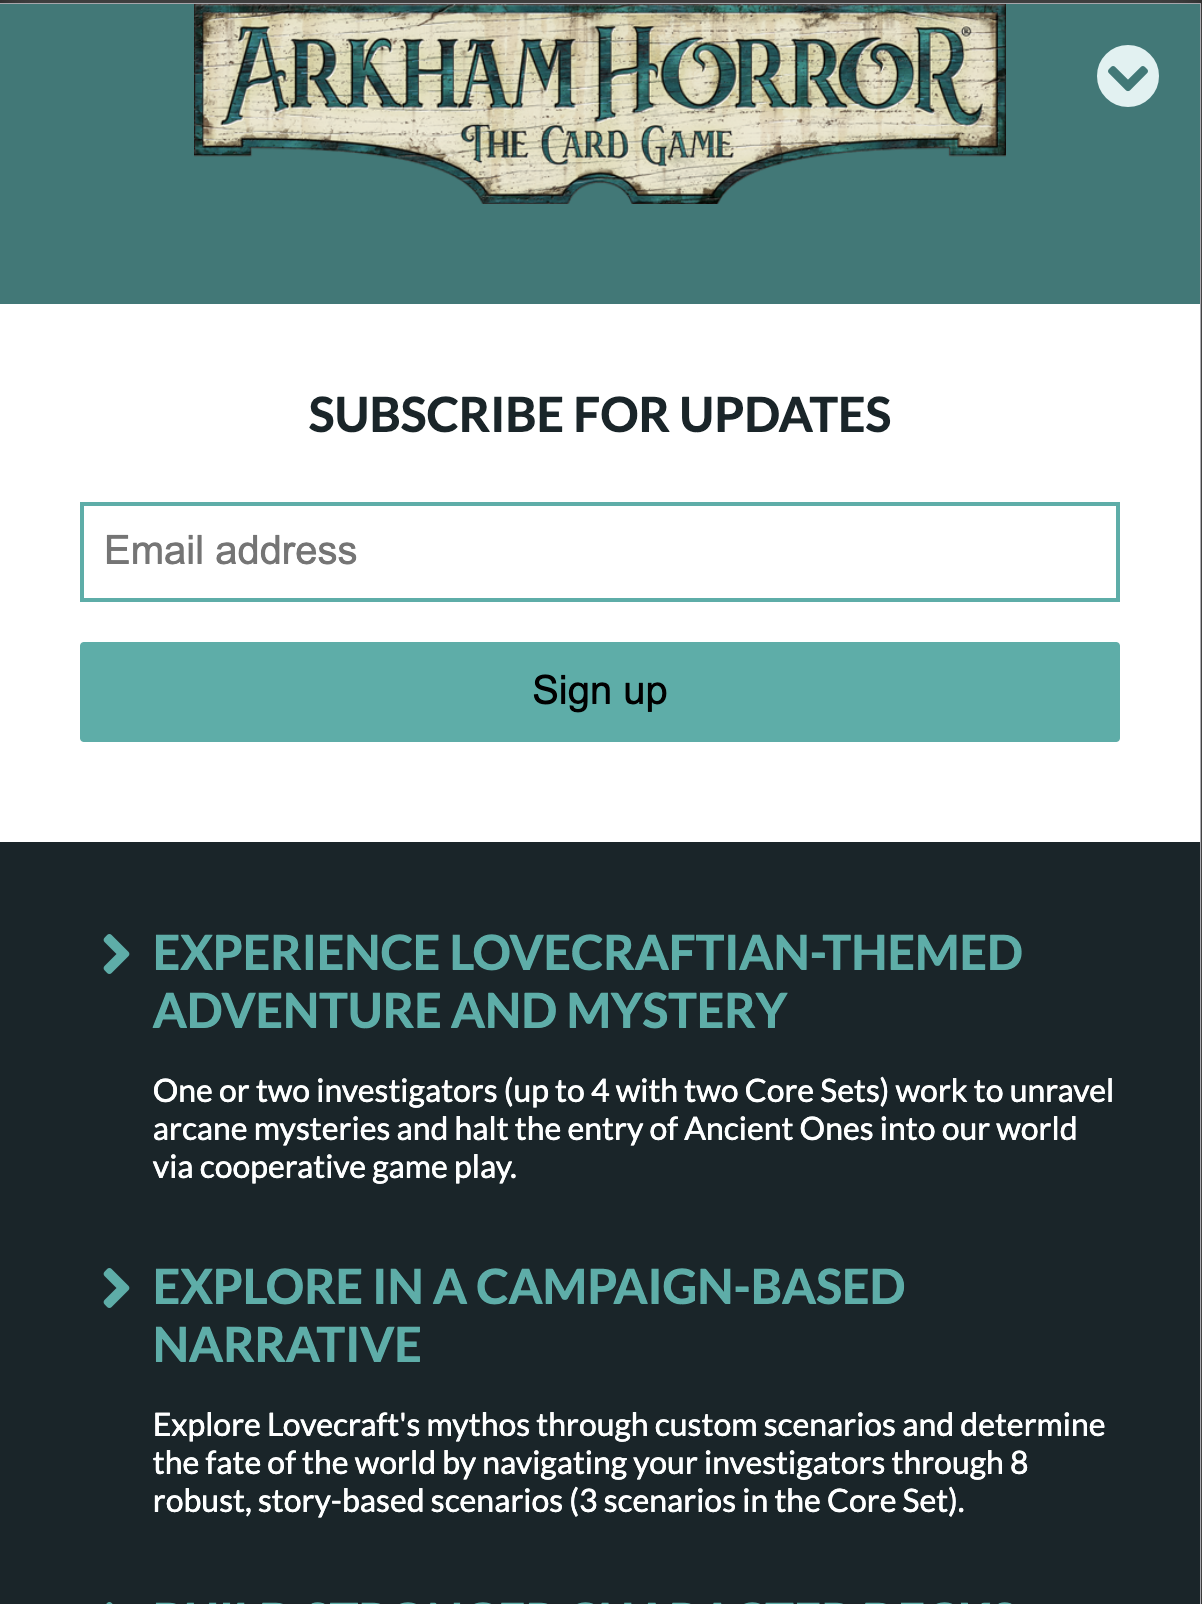 ARKHAM HORROR®
THE CARD GAME
SUBSCRIBE FOR UPDATES
Email address
Sign up
EXPERIENCE LOVECRAFTIAN-THEMED
ADVENTURE AND MYSTERY
One or two investigators (up to 4 with two Core Sets) work to unravel
arcane mysteries and halt the entry of Ancient Ones into our world
via cooperative game play.
EXPLORE IN A CAMPAIGN-BASED
NARRATIVE
Explore Lovecraft's mythos through custom scenarios and determine
the fate of the world by navigating your investigators through 8
robust, story-based scenarios (3 scenarios in the Core Set).